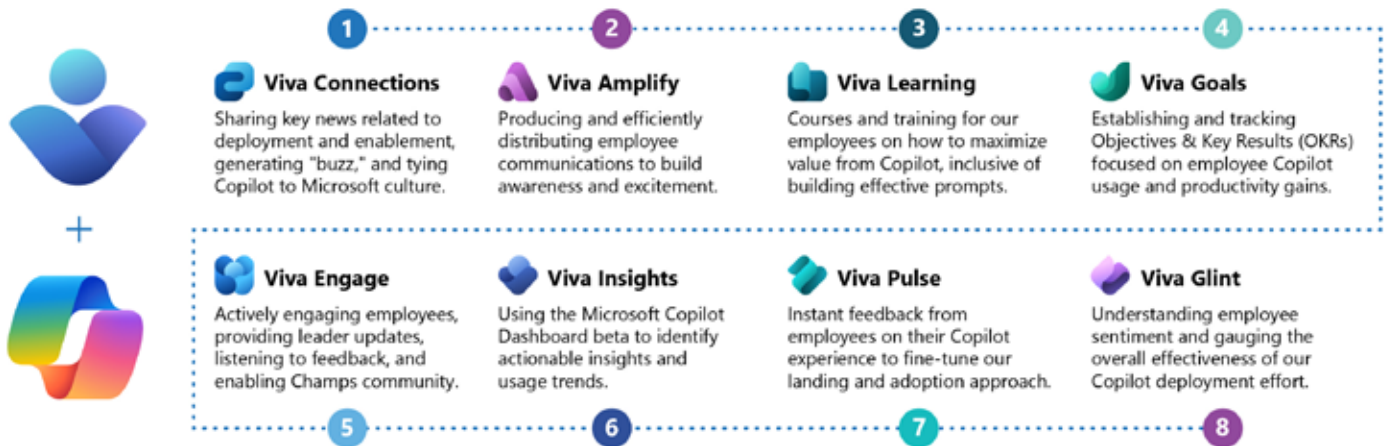 1
2
3
4
Viva Connections
Sharing key news related to
deployment and enablement,
generating "buzz," and tying
Copilot to Microsoft culture.
Viva Amplify
Producing and efficiently
distributing employee
communications to build
awareness and excitement.
Viva Learning
Courses and training for our
employees on how to maximize
value from Copilot, inclusive of
building effective prompts.
Viva Goals
Establishing and tracking
Objectives & Key Results (OKRs)
focused on employee Copilot
usage and productivity gains.
+
Viva Engage
Actively engaging employees,
providing leader updates,
listening to feedback, and
enabling Champs community.
Viva Insights
Using the Microsoft Copilot
Dashboard beta to identify
actionable insights and
usage trends.
Viva Pulse
Instant feedback from
employees on their Copilot
experience to fine-tune our
landing and adoption approach.
Viva Glint
Understanding employee
sentiment and gauging the
overall effectiveness of our
Copilot deployment effort.
5
6
7
8